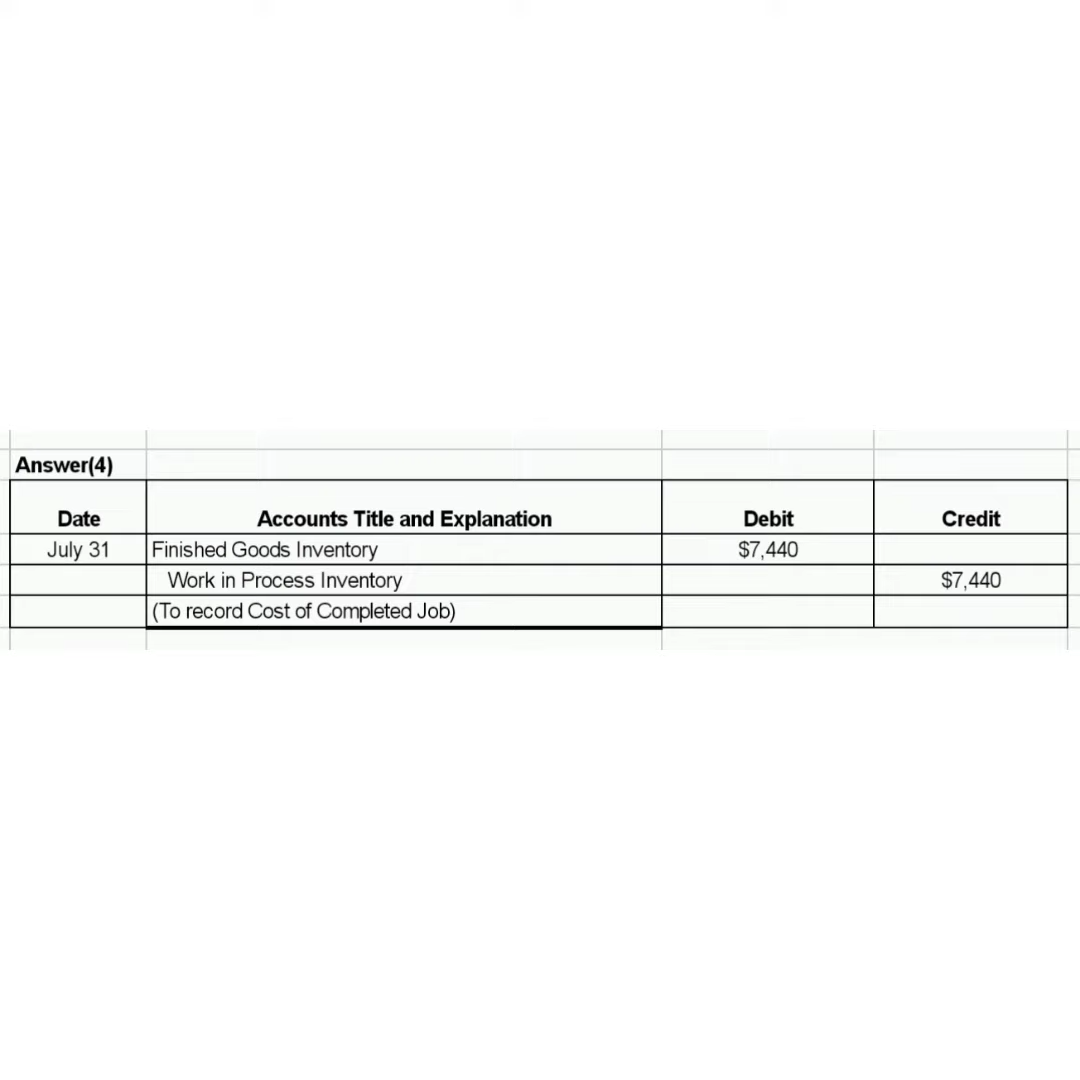 Answer(4)
Date Accounts Title and Explanation Debit Credit
July 31 Finished Goods Inventory $7,440
Work in Process Inventory $7,440
(To record Cost of Completed Job)